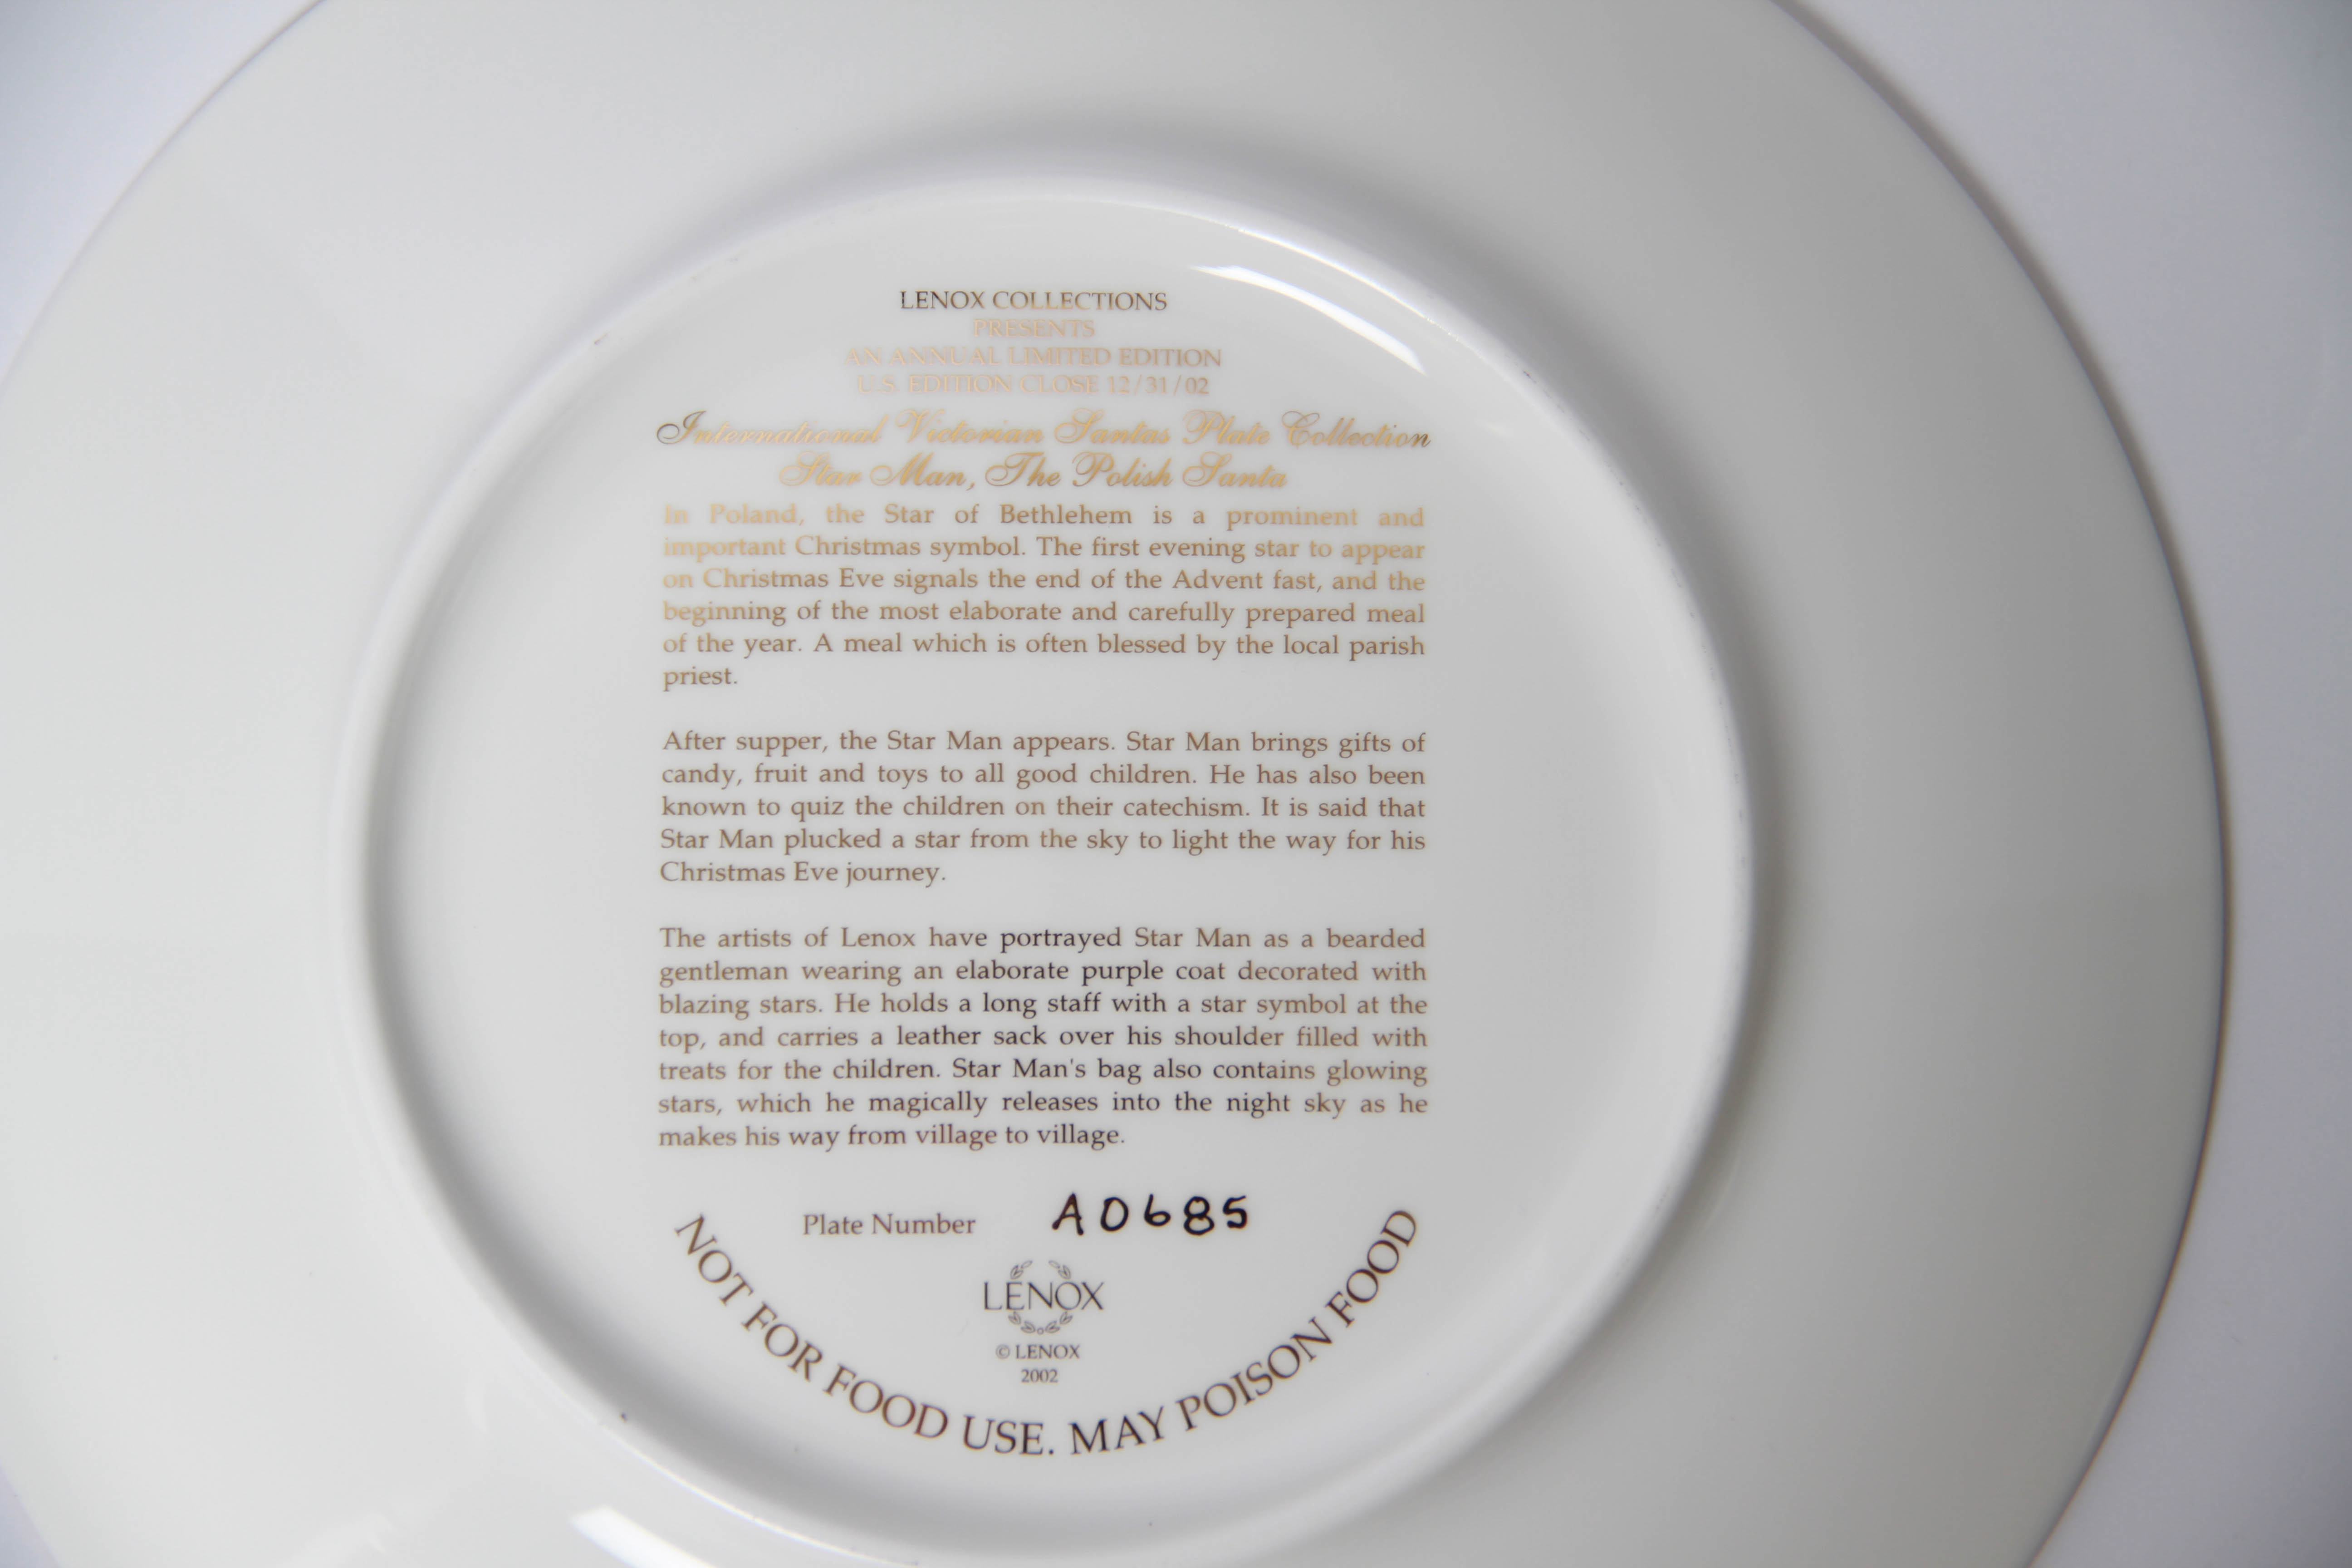 LENOX COLLECTIONS
PRESENTS
AN ANNUAL LIMITED EDITION
U.S. EDITION CLOSE 12/31/02
International Victorian Santas Plate Collection
Star Man, The Polish Santa
In Poland, the Star of Bethlehem is a prominent and
important Christmas symbol. The first evening star to appear
on Christmas Eve signals the end of the Advent fast, and the
beginning of the most elaborate and carefully prepared meal
of the year. A meal which is often blessed by the local parish
priest.
After supper, the Star Man appears. Star Man brings gifts of
candy, fruit and toys to all good children. He has also been
known to quiz the children on their catechism. It is said that
Star Man plucked a star from the sky to light the way for his
Christmas Eve journey.
The artists of Lenox have portrayed Star Man as a bearded
gentleman wearing an elaborate purple coat decorated with
blazing stars. He holds a long staff with a star symbol at the
top, and carries a leather sack over his shoulder filled with
treats for the children. Star Man's bag also contains glowing
stars, which he magically releases into the night sky as he
makes his way from village to village.
Plate Number A0685
LENOX
© LENOX
2002
NOT FOR FOOD USE. MAY POISON FOOD